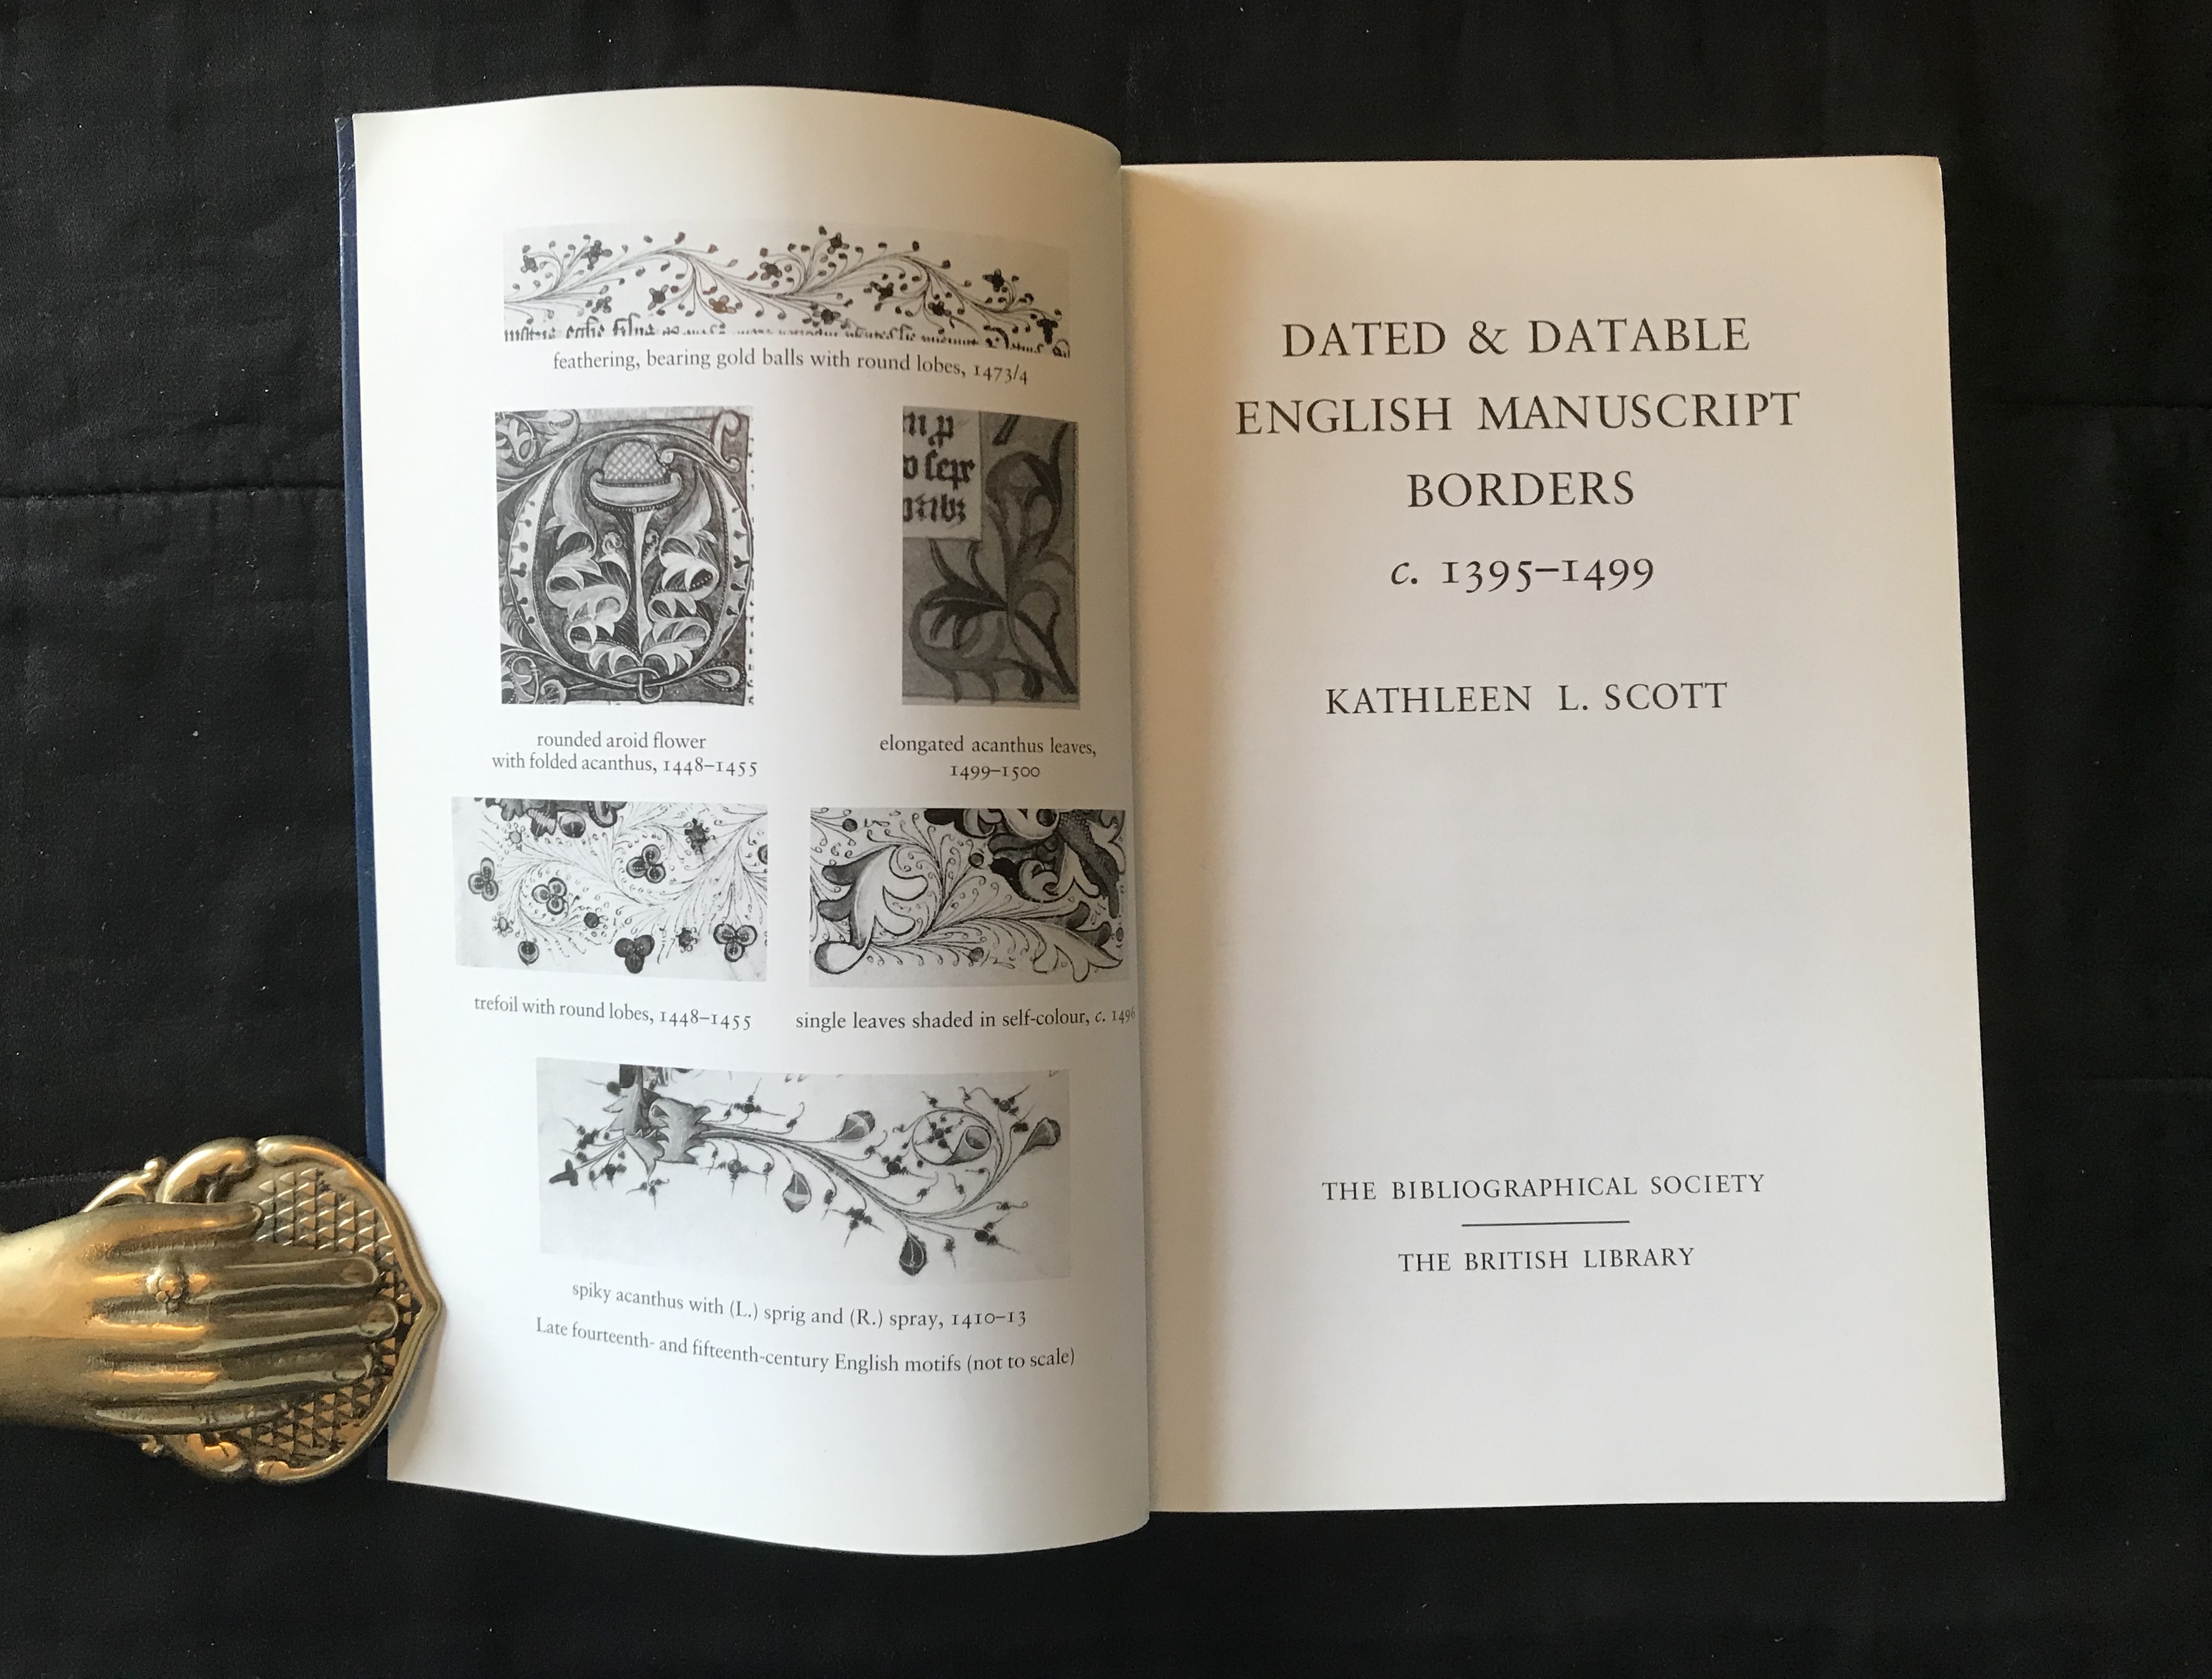 feathering, bearing gold balls with round lobes, 1473/4
rounded aroid flower
with folded acanthus, 1448–1455
elongated acanthus leaves,
1499–1500
trefoil with round lobes, 1448–1455
single leaves shaded in self-colour, c. 1496
spiky acanthus with (L.) sprig and (R.) spray, 1410–13
Late fourteenth- and fifteenth-century English motifs (not to scale)
DATED & DATABLE
ENGLISH MANUSCRIPT
BORDERS
c. 1395–1499
KATHLEEN L. SCOTT
THE BIBLIOGRAPHICAL SOCIETY
THE BRITISH LIBRARY